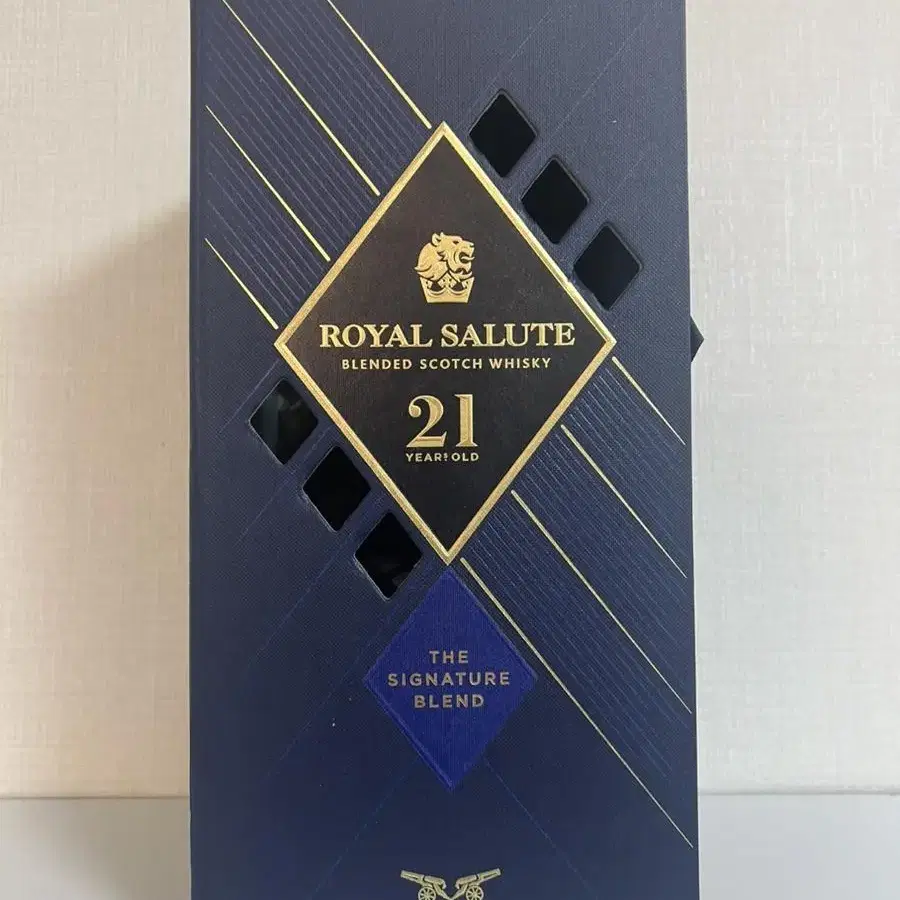 ROYAL SALUTE
BLENDED SCOTCH WHISKY
21
YEARS OLD
THE
SIGNATURE
BLEND